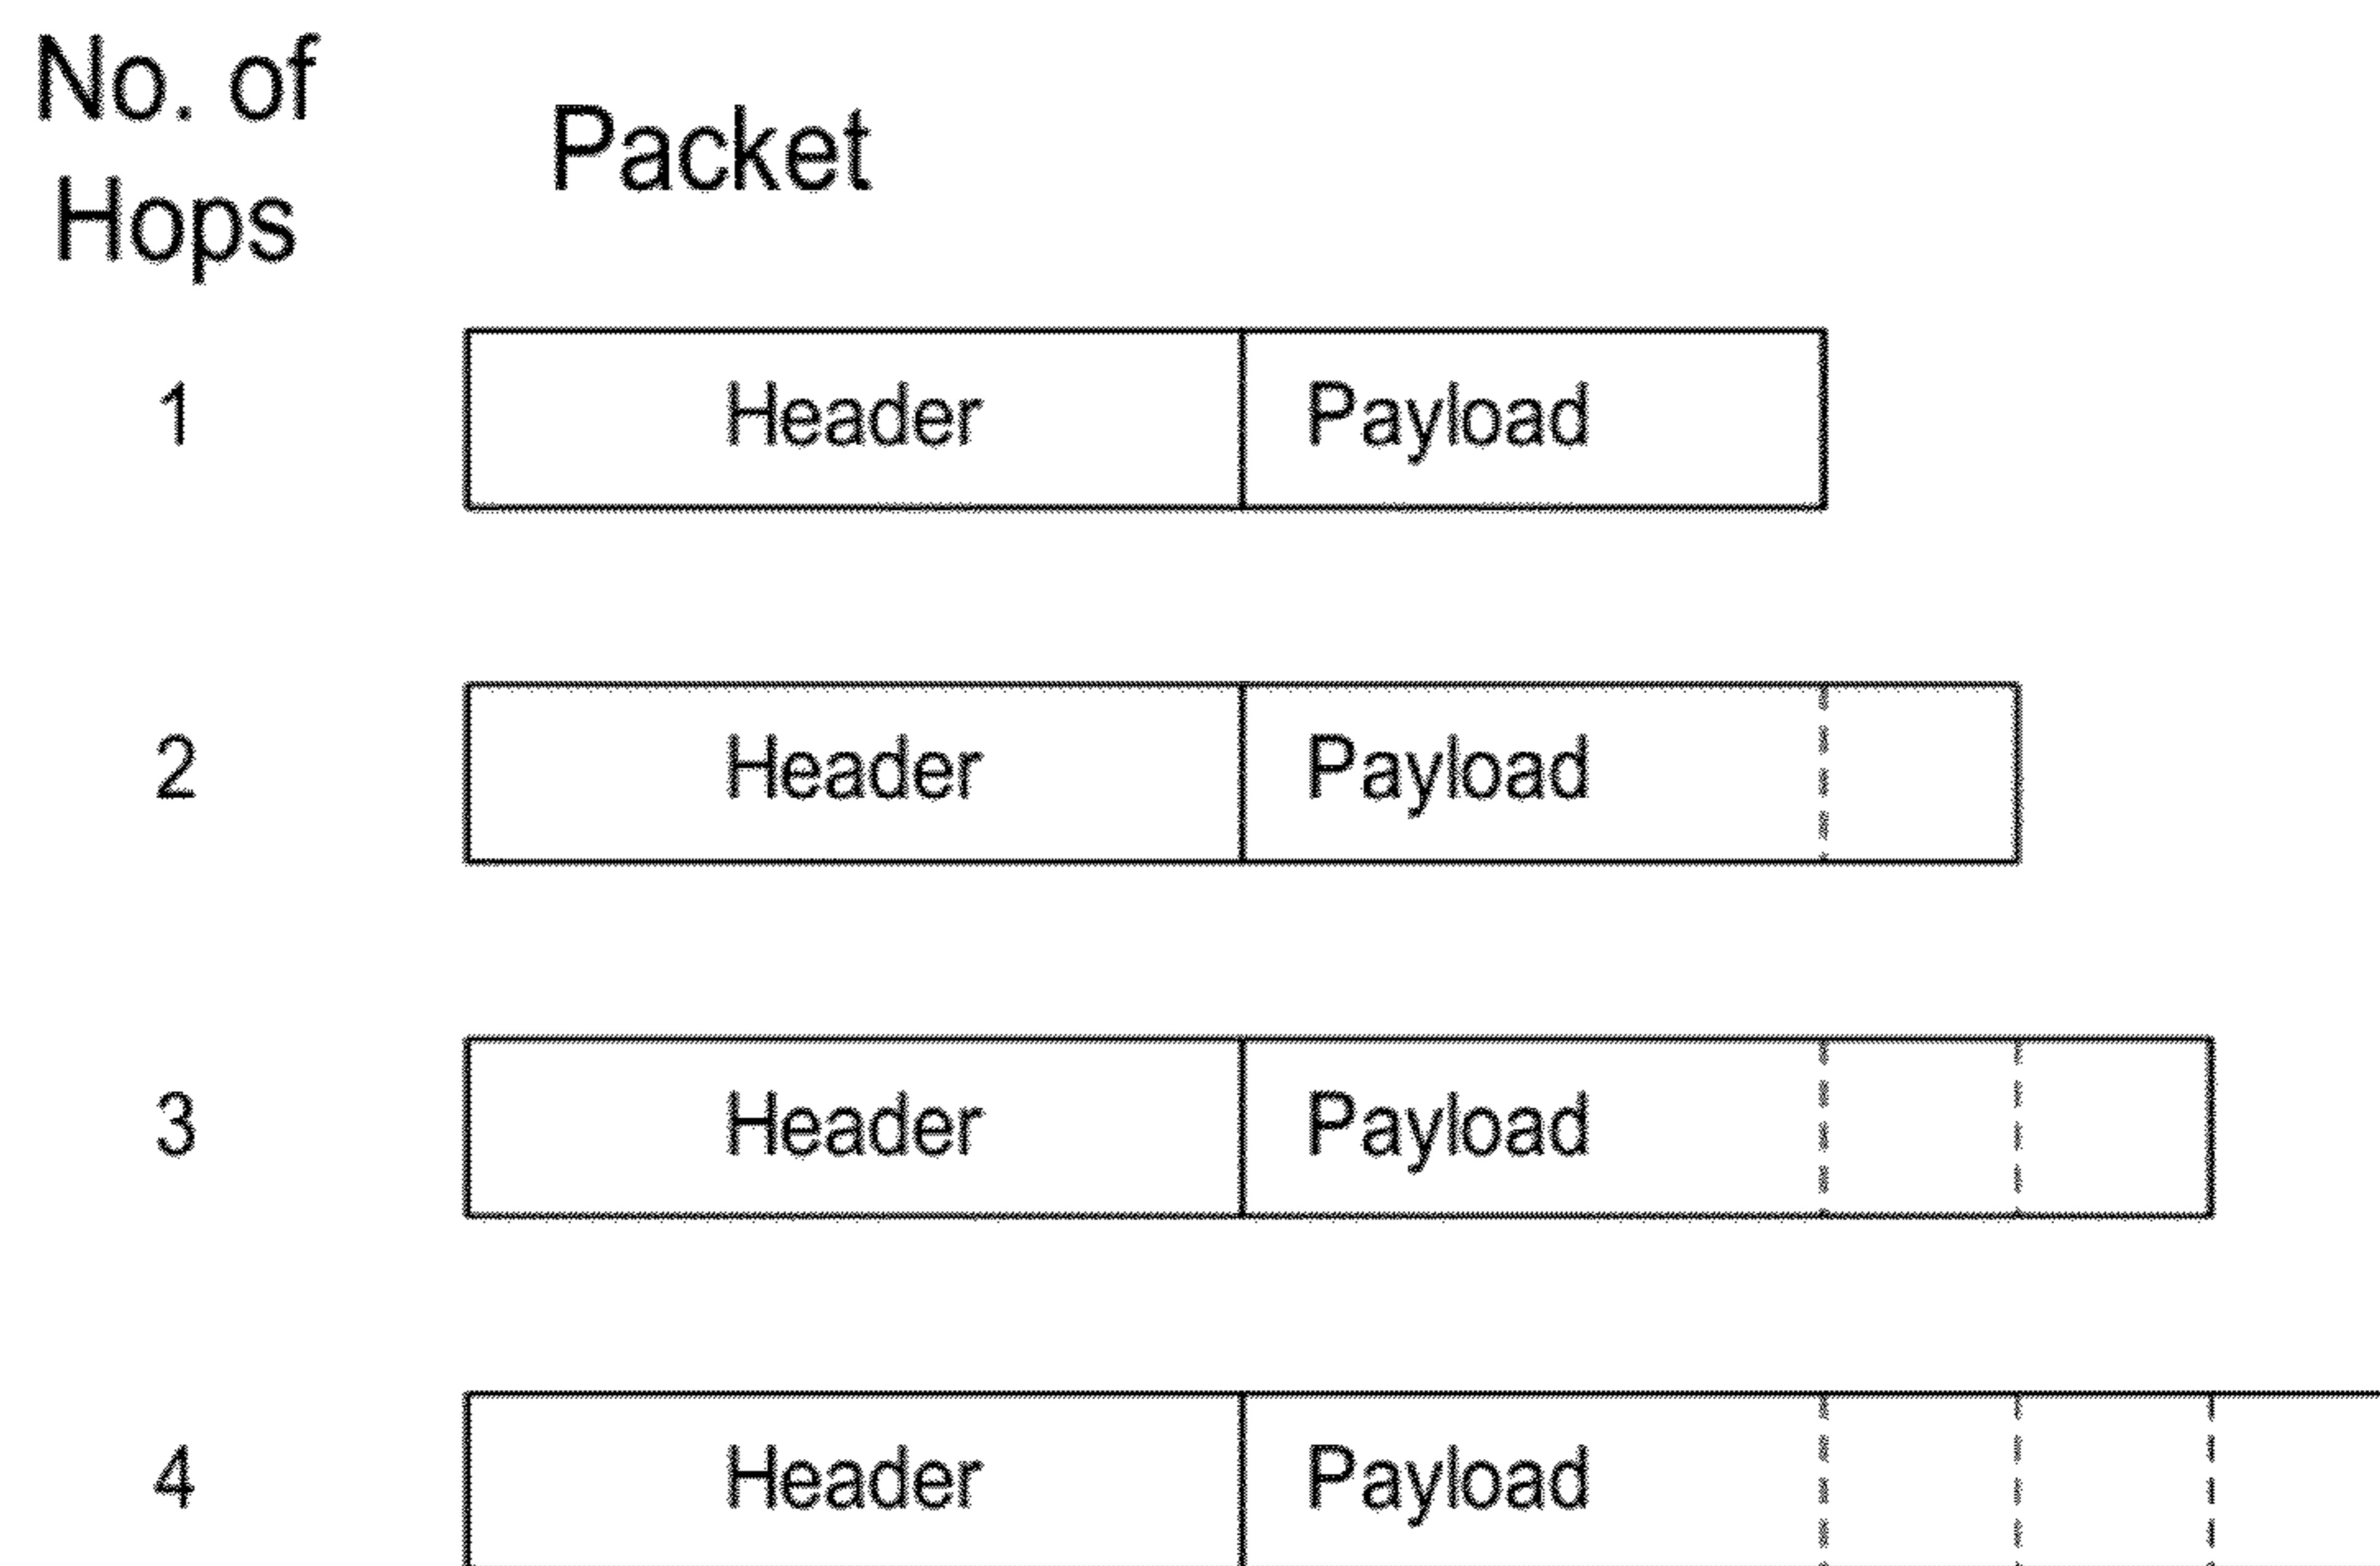 No. of
Hops
Packet
1 Header Payload
2 Header Payload
3 Header Payload
4 Header Payload